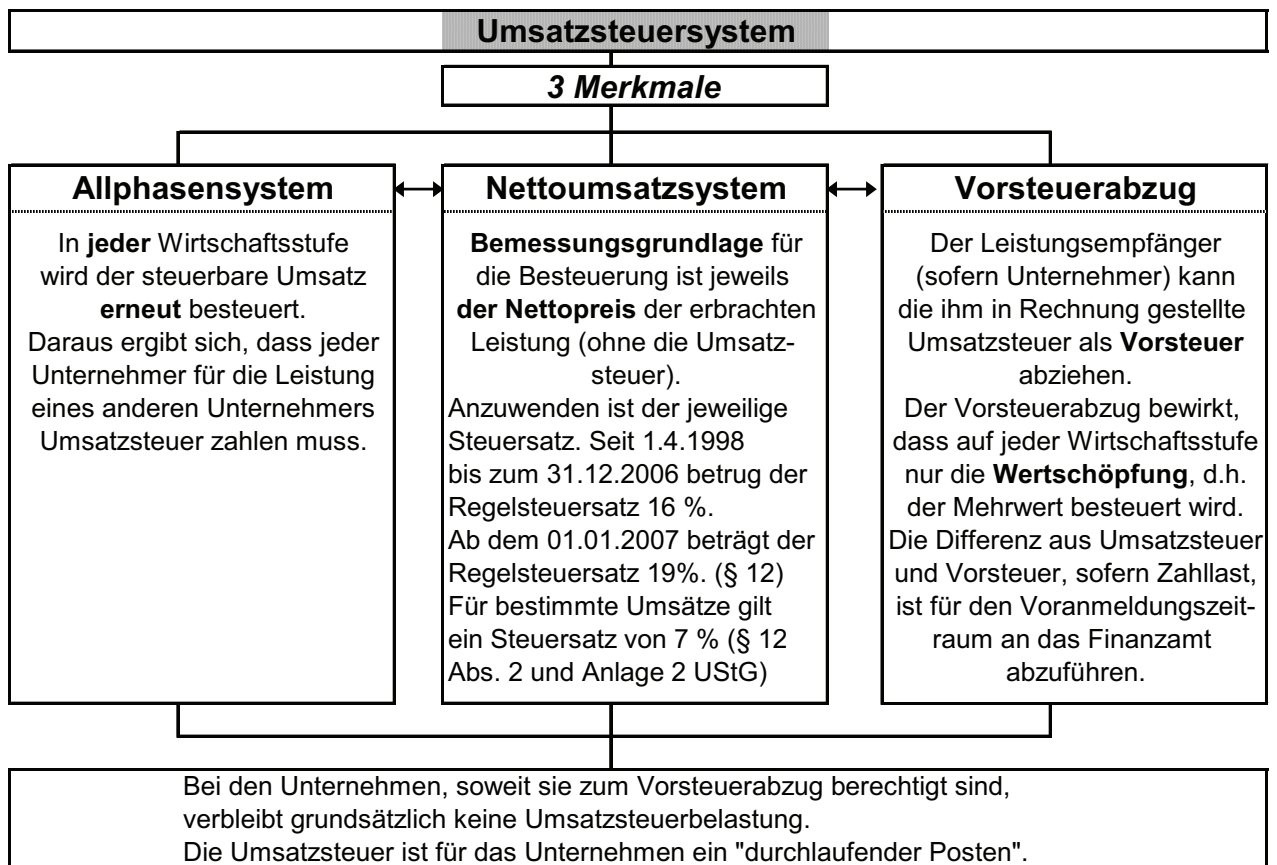 Umsatzsteuersystem
3 Merkmale
Allphasensystem
In jeder Wirtschaftsstufe
wird der steuerbare Umsatz
erneut besteuert.
Daraus ergibt sich, dass jeder
Unternehmer für die Leistung
eines anderen Unternehmers
Umsatzsteuer zahlen muss.
Nettoumsatzsystem
Bemessungsgrundlage für
die Besteuerung ist jeweils
der Nettopreis der erbrachten
Leistung (ohne die Umsatz-
steuer).
Anzuwenden ist der jeweilige
Steuersatz. Seit 1.4.1998
bis zum 31.12.2006 betrug der
Regelsteuersatz 16 %.
Ab dem 01.01.2007 beträgt der
Regelsteuersatz 19%. (§ 12)
Für bestimmte Umsätze gilt
ein Steuersatz von 7 % (§ 12
Abs. 2 und Anlage 2 UStG)
Vorsteuerabzug
Der Leistungsempfänger
(sofern Unternehmer) kann
die ihm in Rechnung gestellte
Umsatzsteuer als Vorsteuer
abziehen.
Der Vorsteuerabzug bewirkt,
dass auf jeder Wirtschaftsstufe
nur die Wertschöpfung, d.h.
der Mehrwert besteuert wird.
Die Differenz aus Umsatzsteuer
und Vorsteuer, sofern Zahllast,
ist für den Voranmeldungszeit-
raum an das Finanzamt
abzuführen.
Bei den Unternehmen, soweit sie zum Vorsteuerabzug berechtigt sind,
verbleibt grundsätzlich keine Umsatzsteuerbelastung.
Die Umsatzsteuer ist für das Unternehmen ein "durchlaufender Posten".